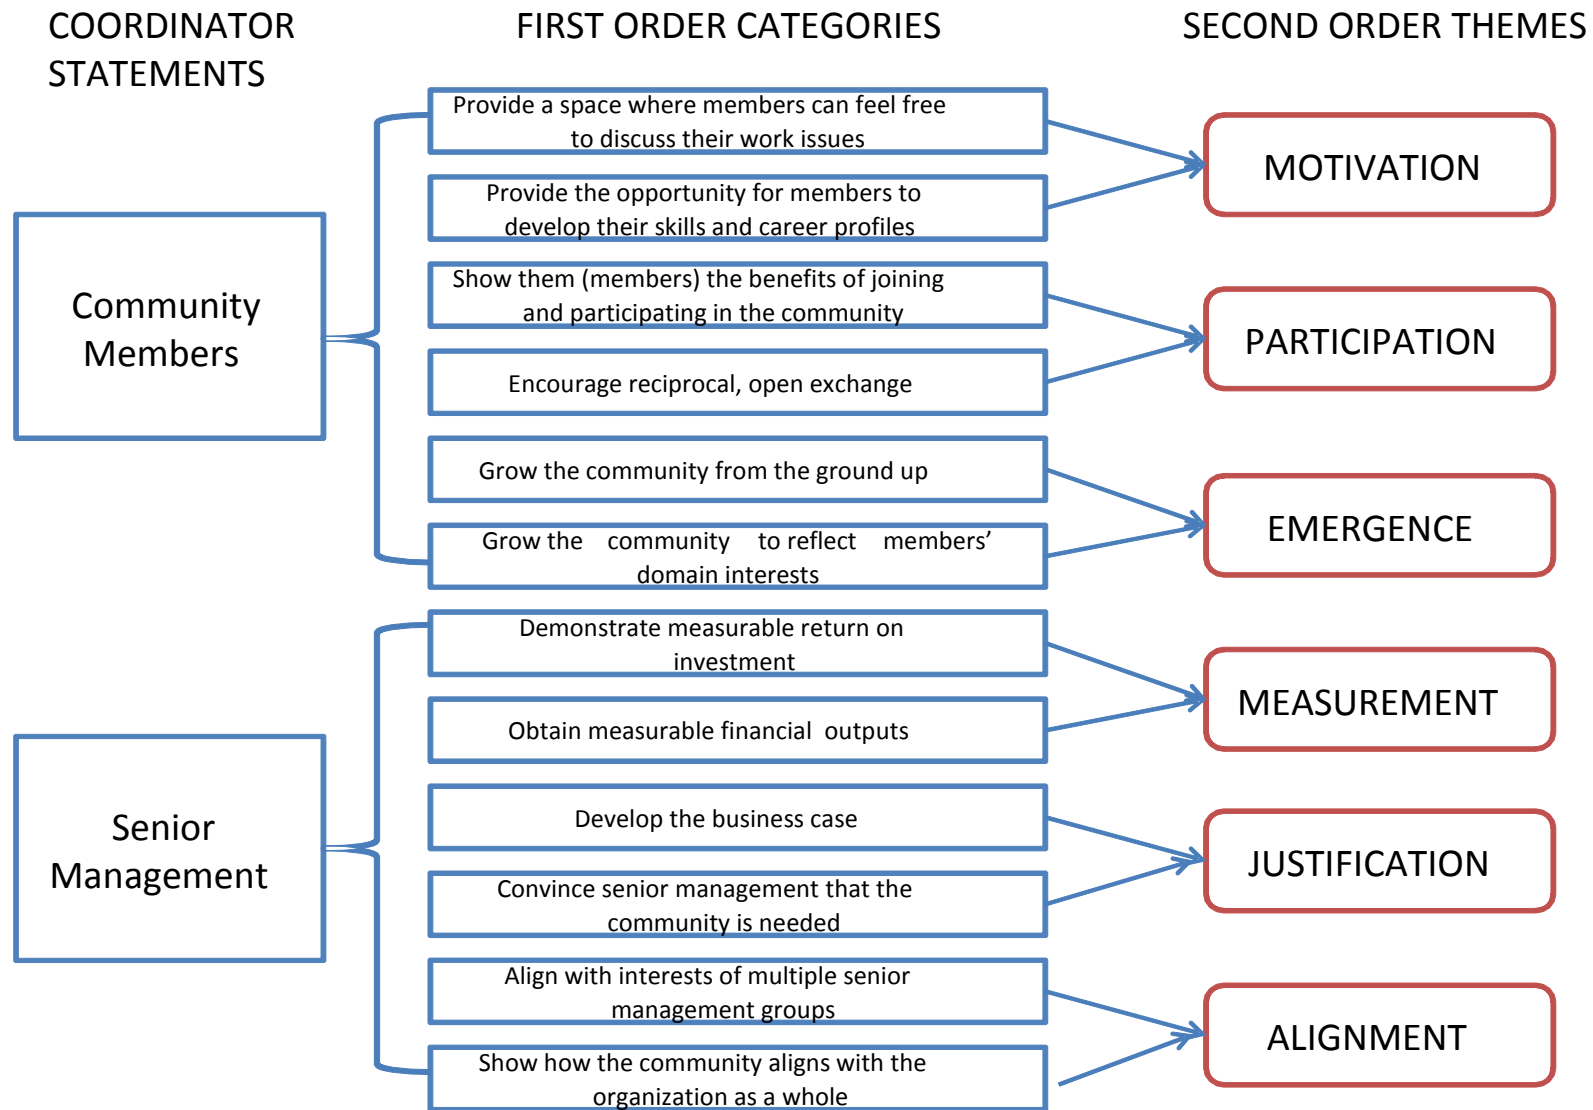 COORDINATOR
STATEMENTS
FIRST ORDER CATEGORIES
SECOND ORDER THEMES
Community
Members
Provide a space where members can feel free
to discuss their work issues
Provide the opportunity for members to
develop their skills and career profiles
MOTIVATION
Show them (members) the benefits of joining
and participating in the community
Encourage reciprocal, open exchange
PARTICIPATION
Grow the community from the ground up
Grow the community to reflect members’
domain interests
EMERGENCE
Senior
Management
Demonstrate measurable return on
investment
Obtain measurable financial outputs
MEASUREMENT
Develop the business case
Convince senior management that the
community is needed
JUSTIFICATION
Align with interests of multiple senior
management groups
Show how the community aligns with the
organization as a whole
ALIGNMENT